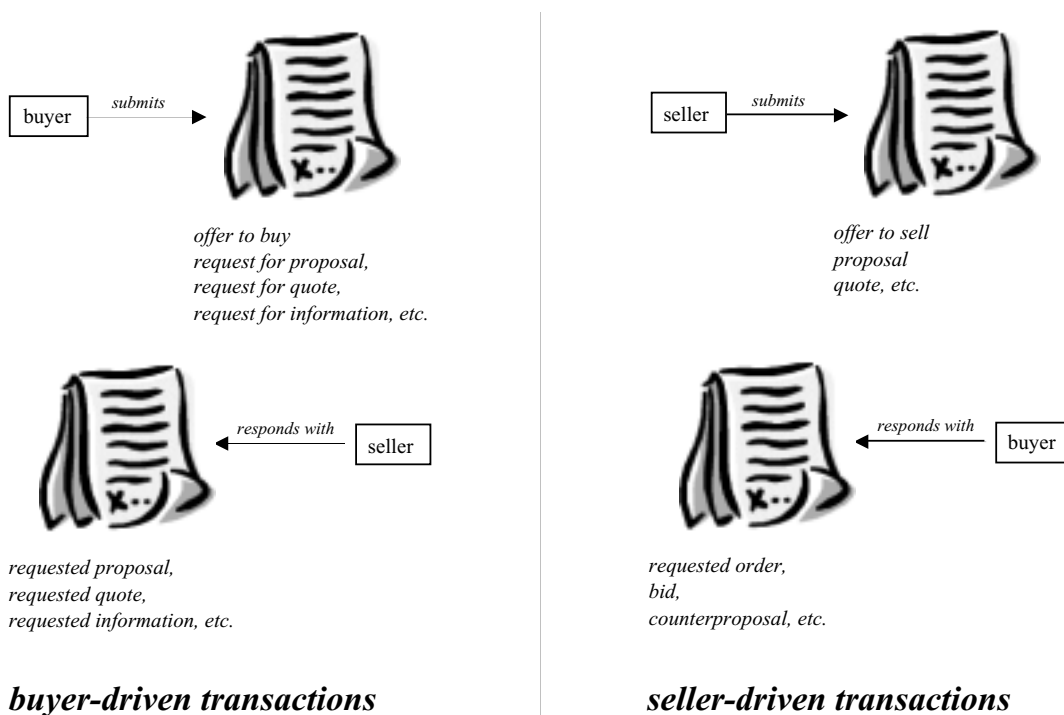 buyer
submits
offer to buy
request for proposal,
request for quote,
request for information, etc.
responds with
seller
requested proposal,
requested quote,
requested information, etc.
buyer-driven transactions
seller
submits
offer to sell
proposal
quote, etc.
responds with
buyer
requested order,
bid,
counterproposal, etc.
seller-driven transactions